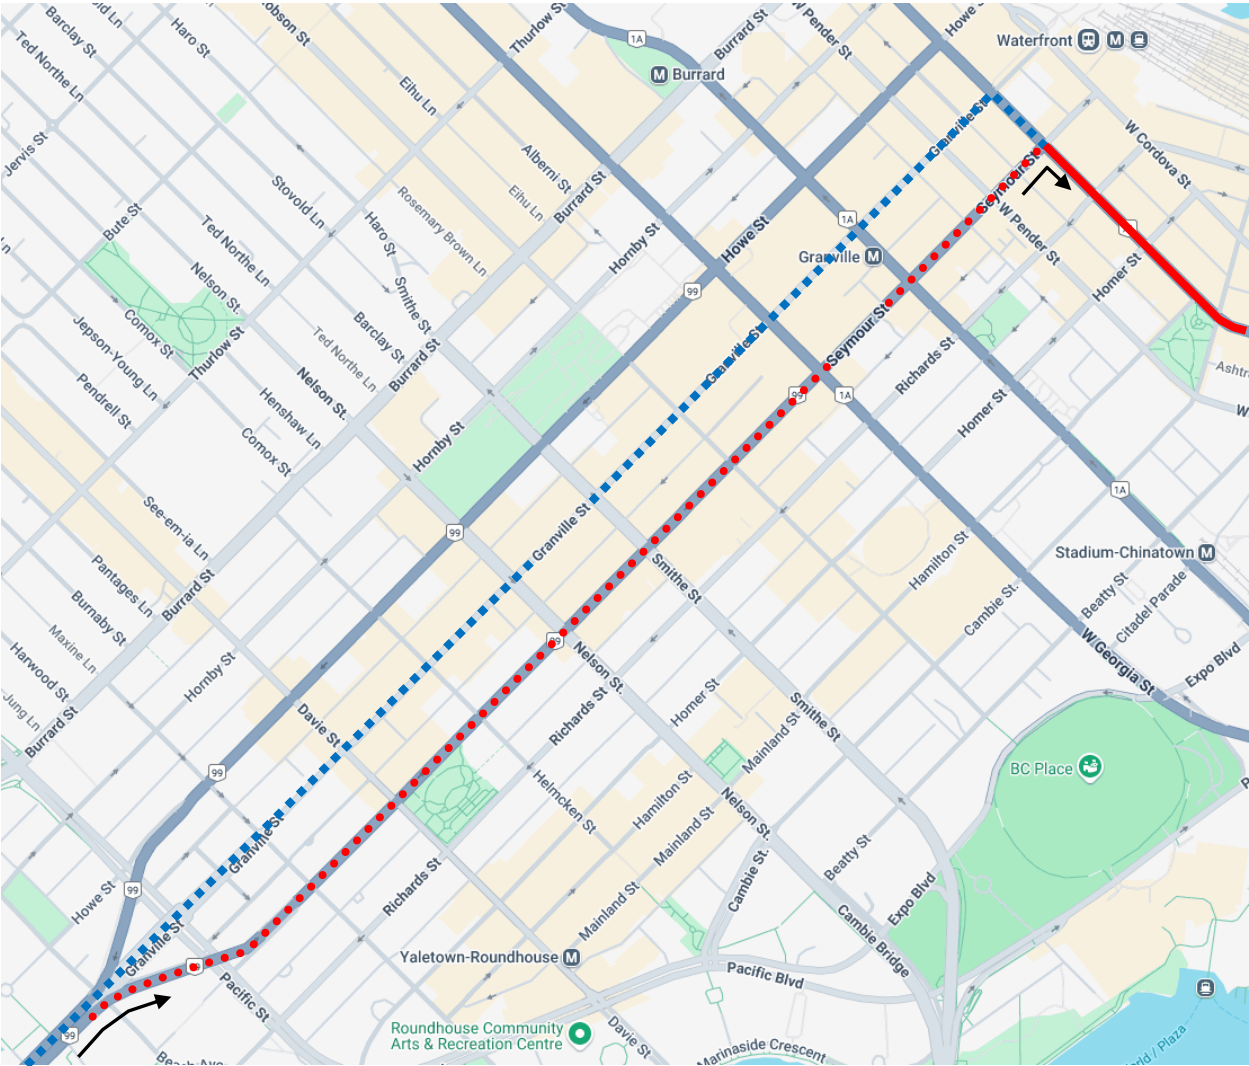 Barclay St
Haro St
Ted Northe Ln
Thurlow St
1A
Burrard St
W Pender St
Howe St
Waterfront
M
M
Burrard
Eihu Ln
Granville St
W Cordova St
Jervis St
Alberni St
Stovold Ln
Rosemary Brown Ln
Eihu Ln
Burrard St
Seymour St
W Pender St
Bute St
Ted Northe Ln
Haro St
Hornby St
Howe St
1A
Granville
M
Homer St
Nelson St.
Smithe St
99
Comox St
Jepson-Young Ln
Thurlow St
Ted Northe Ln
Barclay St
Burrard St
Granville St
Seymour St
Richards St
Pendrell St
Nelson St.
Henshaw Ln
99
1A
Homer St
Comox St
Hornby St
1A
See-em-ia Ln
99
Granville St
Stadium-Chinatown
M
Pantages Ln
Burrard St
Smithe St
Hamilton St
Beatty St
Citadel Parade
Burnaby St
Maxine Ln
Cambie St.
Harwood St
Hornby St
99
Nelson St.
W Georgia St
Expo Blvd
Jung Ln
Burrard St
Davie St
Richards St
Homer St
Smithe St
Mainland St
99
BC Place
Helmcken St
Hamilton St
Nelson St.
Granville St
Mainland St
Howe St
99
Richards St
Mainland St
Cambie St.
Beatty St
Expo Blvd
Granville St
Cambie Bridge
Yaletown-Roundhouse
M
Pacific St
Pacific Blvd
99
Roundhouse Community
Arts & Recreation Centre
Davie St
Marinaside Crescent